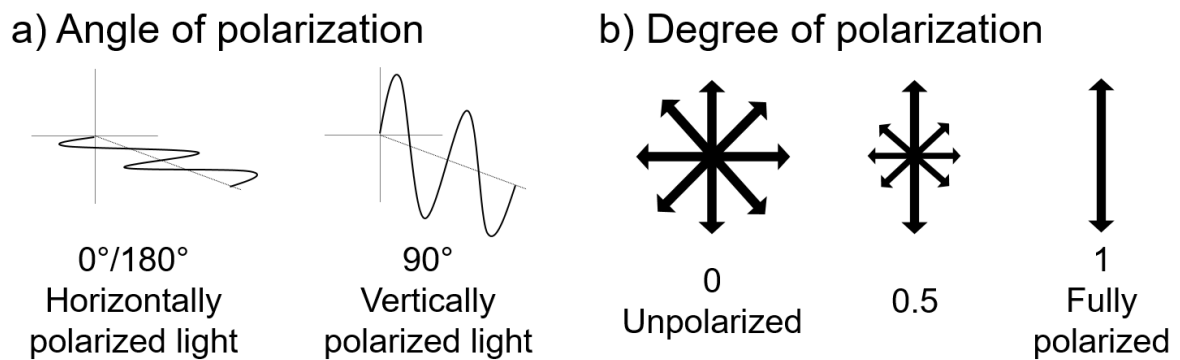 a) Angle of polarization
0°/180°
Horizontally
polarized light
90°
Vertically
polarized light
b) Degree of polarization
0
Unpolarized
0.5
1
Fully
polarized